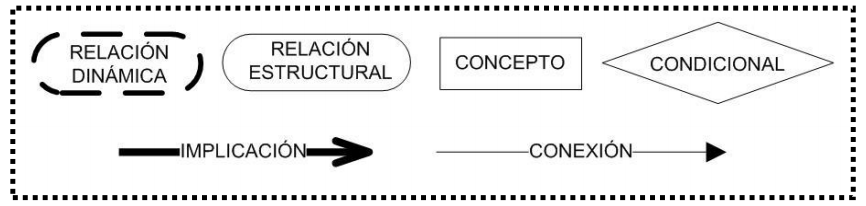 RELACIÓN
DINÁMICA
RELACIÓN
ESTRUCTURAL
CONCEPTO
CONDICIONAL
IMPLICACIÓN
CONEXIÓN